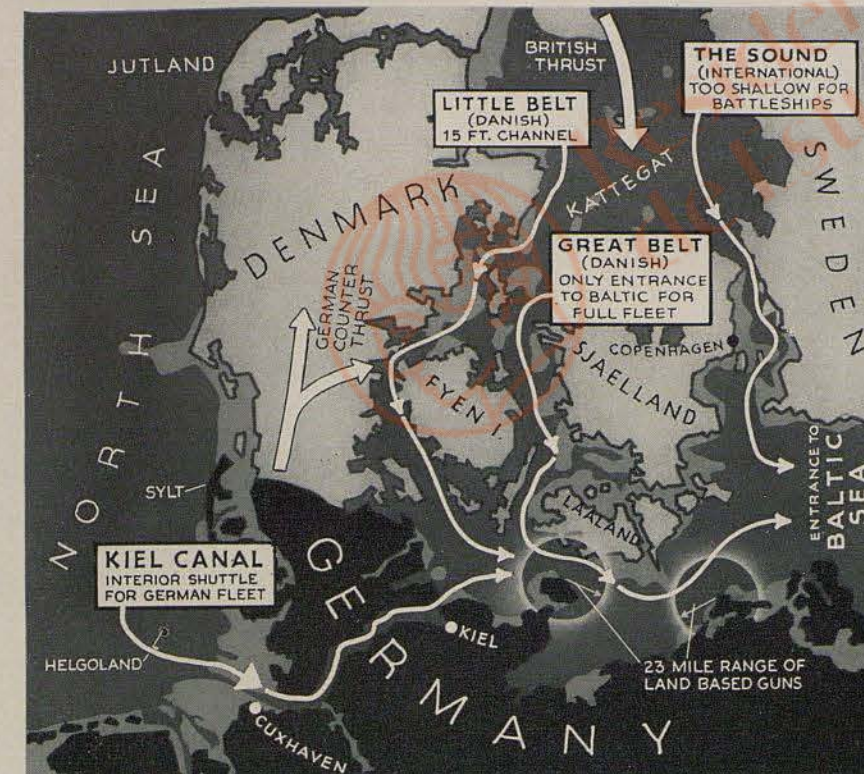 JUTLAND
BRITISH
THRUST
THE SOUND
(INTERNATIONAL)
TOO SHALLOW FOR
BATTLESHIPS
LITTLE BELT
(DANISH)
15 FT. CHANNEL
KATTEGAT
SWEDEN
DENMARK
NORTH SEA
GREAT BELT
(DANISH)
ONLY ENTRANCE
TO BALTIC FOR
FULL FLEET
GERMAN
COUNTER
THRUST
COPENHAGEN
SJAELLAND
FYEN I.
SYLT
LAALAND
ENTRANCE TO
BALTIC
SEA
KIEL CANAL
INTERIOR SHUTTLE
FOR GERMAN FLEET
GERMANY
KIEL
HELGOLAND
23 MILE RANGE OF
LAND BASED GUNS
CUXHAVEN